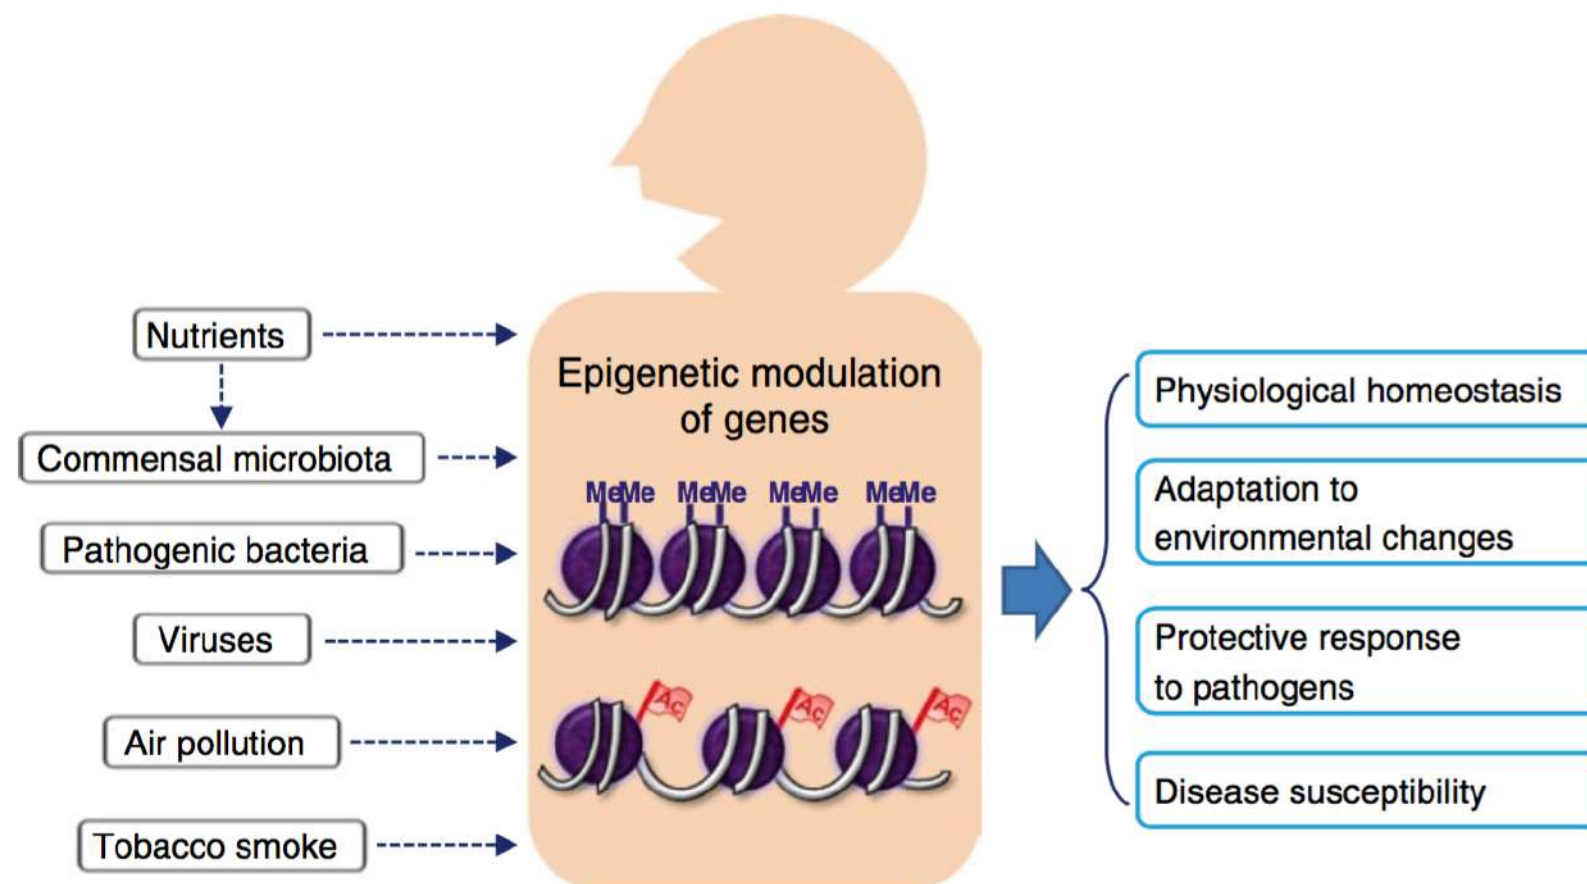 Nutrients
Commensal microbiota
Pathogenic bacteria
Viruses
Air pollution
Tobacco smoke
Epigenetic modulation
of genes
MeMe MeMe MeMe MeMe
Ac Ac Ac
Physiological homeostasis
Adaptation to
environmental changes
Protective response
to pathogens
Disease susceptibility